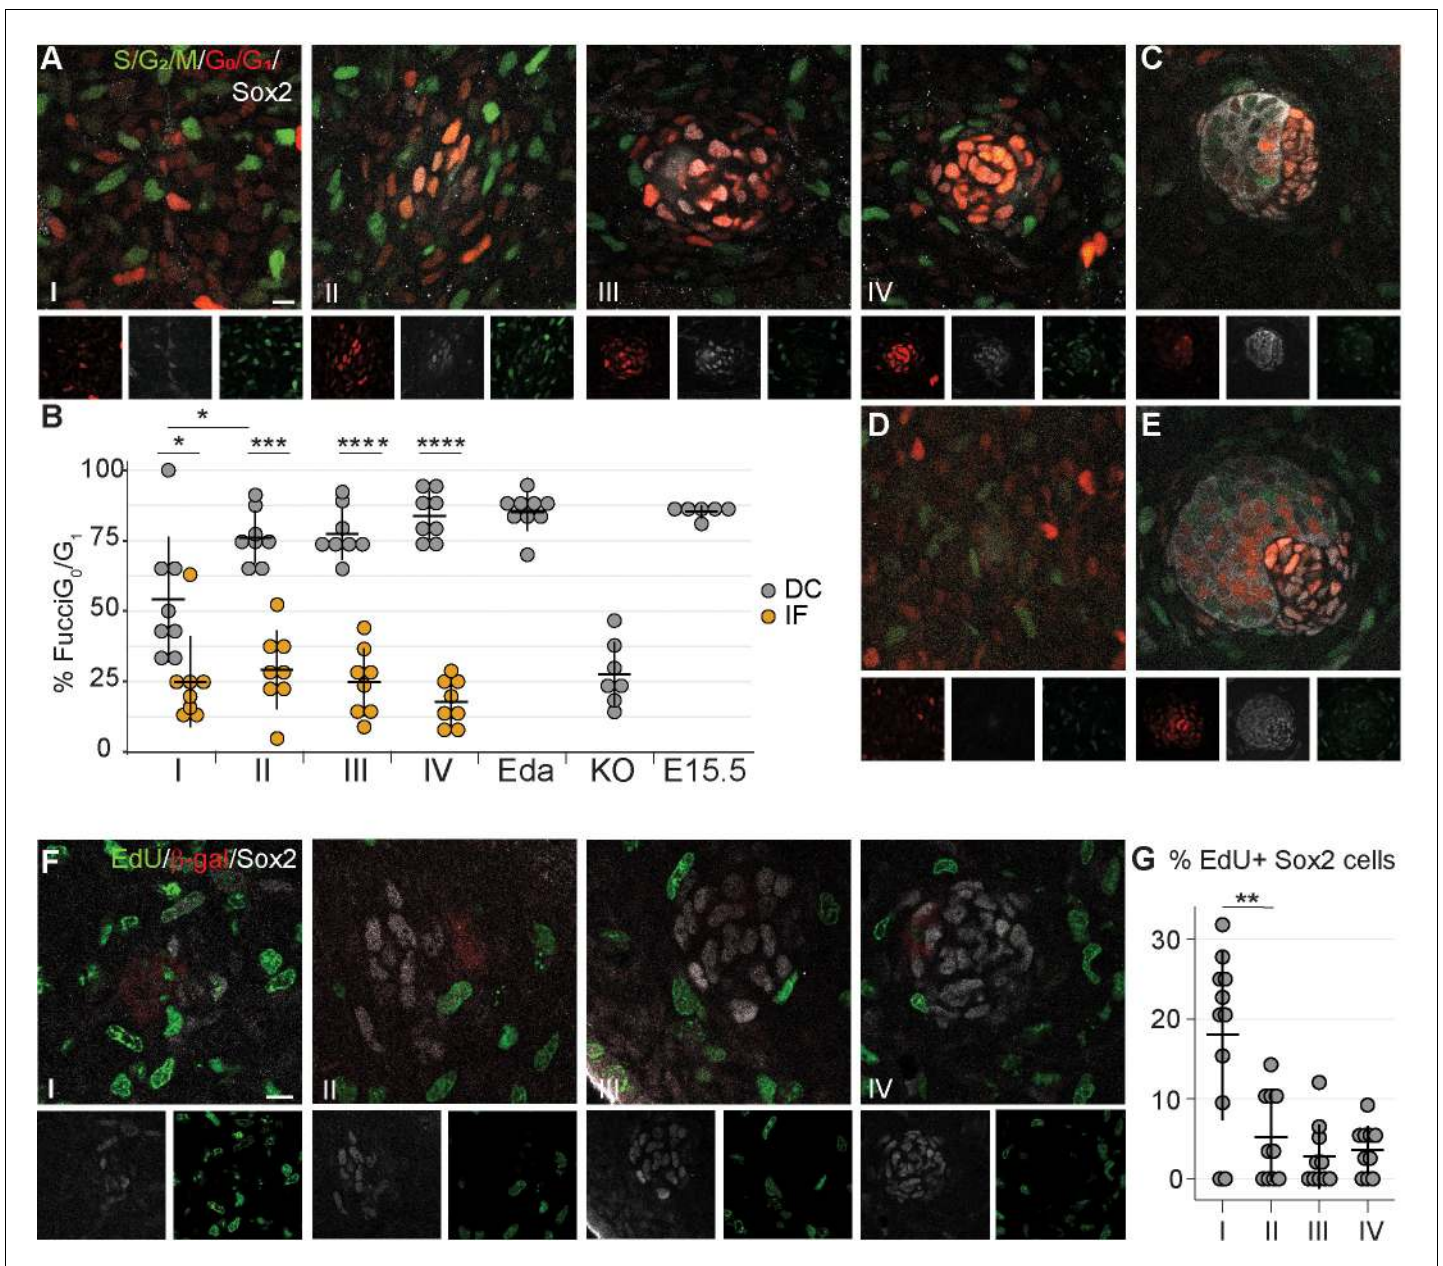 A
S/G₂/M/G₀/G₁/
Sox2
I
II
III
IV
C
B
*
*
***
****
****
% FucciG₀/G₁
100
75
50
25
0
I
II
III
IV
Eda
KO
E15.5
DC
IF
D
E
F
EdU/β-gal/Sox2
I
II
III
IV
G % EdU+ Sox2 cells
**
30
20
10
0
I
II
III
IV